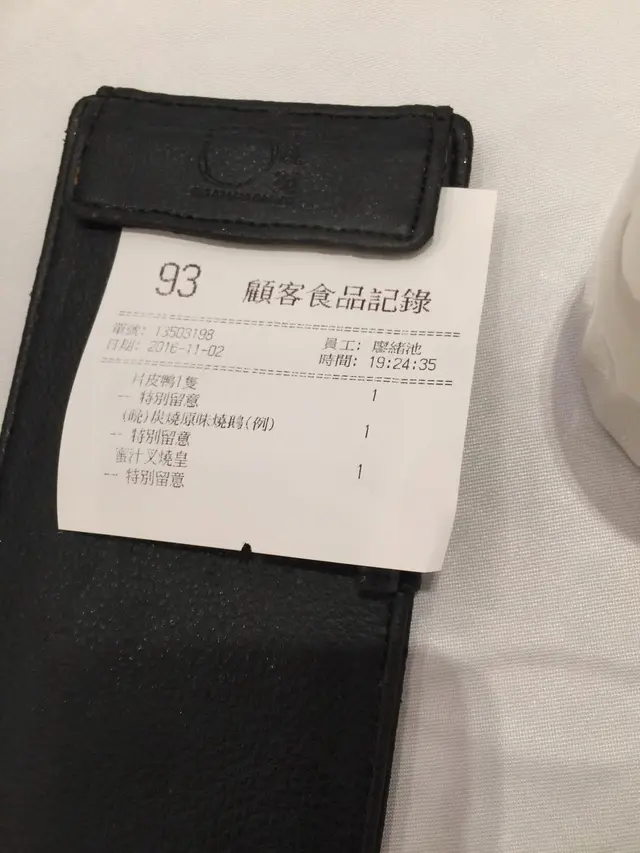 93 顧客食品記錄
單號: 13503198 員工: 廖緒池
日期: 2016-11-02 時間: 19:24:35
片皮鴨1隻 1
-- 特別留意
(晩)炭燒原味燒鵝(例) 1
-- 特別留意
蜜汁叉燒皇 1
-- 特別留意